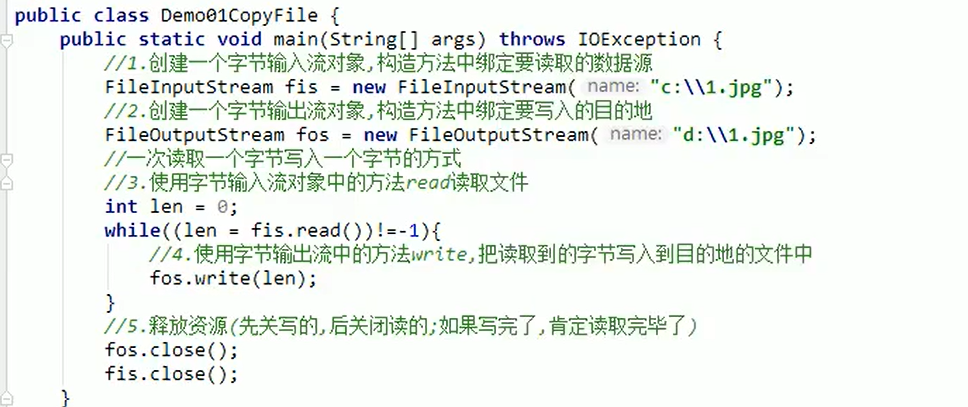 public class Demo01CopyFile {
public static void main(String[] args) throws IOException {
//1.创建一个字节输入流对象,构造方法中绑定要读取的数据源
FileInputStream fis = new FileInputStream( name: "c:\\1.jpg");
//2.创建一个字节输出流对象,构造方法中绑定要写入的目的地
FileOutputStream fos = new FileOutputStream( name: "d:\\1.jpg");
//一次读取一个字节写入一个字节的方式
//3.使用字节输入流对象中的方法read读取文件
int len = 0;
while((len = fis.read())!=-1){
//4.使用字节输出流中的方法write,把读取到的字节写入到目的地的文件中
fos.write(len);
}
//5.释放资源(先关写的,后关闭读的;如果写完了,肯定读取完毕了)
fos.close();
fis.close();
}